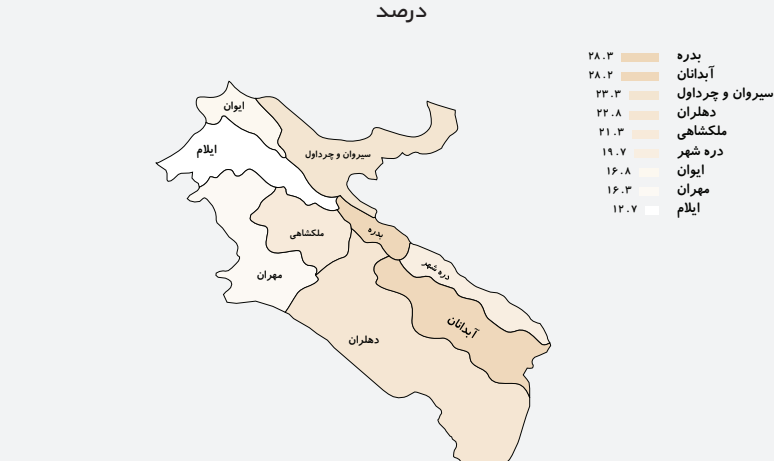 درصد
بدره ۲۸.۳
آبدانان ۲۸.۲
سیروان و چرداول ۲۳.۳
دهلران ۲۲.۸
ملکشاهی ۲۱.۳
دره شهر ۱۹.۷
ایوان ۱۶.۸
مهران ۱۶.۳
ایلام ۱۲.۷
ایوان
ایلام
سیروان و چرداول
ملکشاهی
بدره
دره شهر
مهران
آبدانان
دهلران